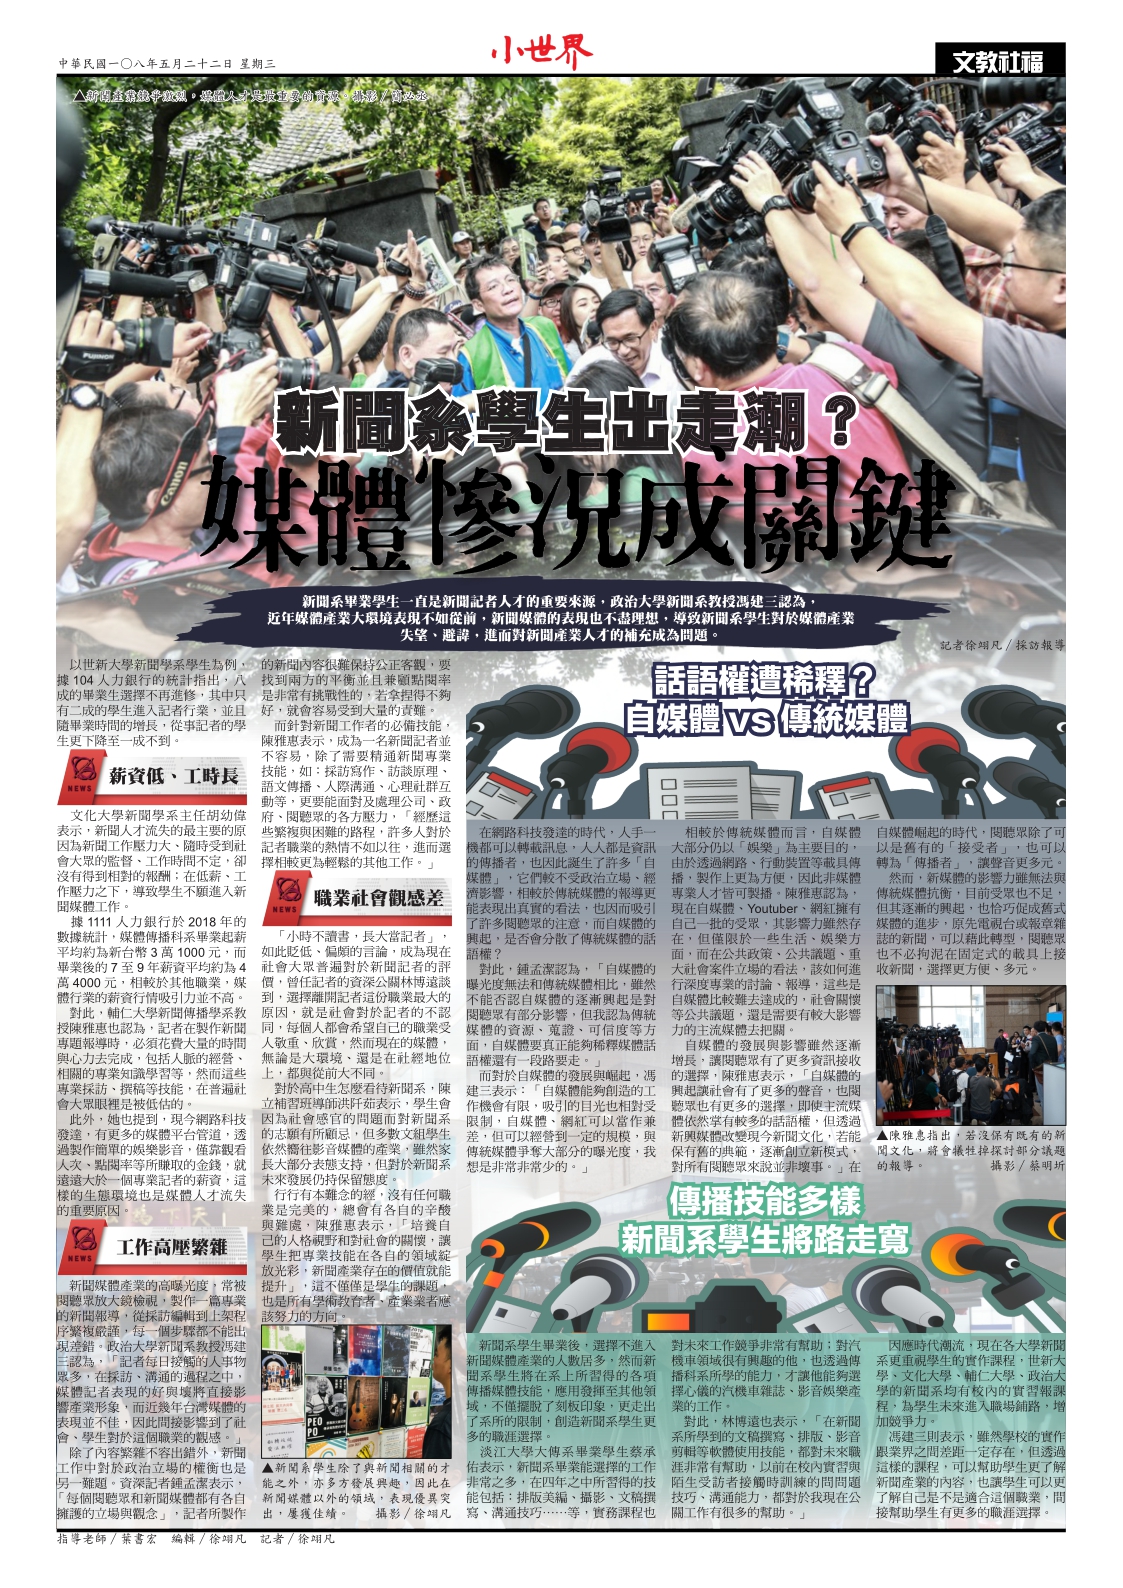 中華民國一〇八年五月二十二日 星期三
小世界
文教社福
△新聞產業競爭激烈，媒體人才是最重要的資源。攝影／簡必丞
新聞系學生出走潮？
媒體慘況成關鍵
新聞系畢業學生一直是新聞記者人才的重要來源，政治大學新聞系教授馮建三認為，
近年媒體產業大環境表現不如從前，新聞媒體的表現也不盡理想，導致新聞系學生對於媒體產業
失望、避諱，進而對新聞產業人才的補充成為問題。
記者徐翊凡／採訪報導
以世新大學新聞學系學生為例，
據 104 人力銀行的統計指出，八
成的畢業生選擇不再進修，其中只
有二成的學生進入記者行業，並且
隨畢業時間的增長，從事記者的學
生更下降至一成不到。
NEWS
薪資低、工時長
文化大學新聞學系主任胡幼偉
表示，新聞人才流失的最主要的原
因為新聞工作壓力大、隨時受到社
會大眾的監督、工作時間不定，卻
沒有得到相對的報酬；在低薪、工
作壓力之下，導致學生不願進入新
聞媒體工作。
據 1111 人力銀行於 2018 年的
數據統計，媒體傳播科系畢業起薪
平均約為新台幣 3 萬 1000 元，而
畢業後的 7 至 9 年薪資平均約為 4
萬 4000 元，相較於其他職業，媒
體行業的薪資行情吸引力並不高。
對此，輔仁大學新聞傳播學系教
授陳雅惠也認為，記者在製作新聞
專題報導時，必須花費大量的時間
與心力去完成，包括人脈的經營、
相關的專業知識學習等，然而這些
專業採訪、撰稿等技能，在普遍社
會大眾眼裡是被低估的。
此外，她也提到，現今網路科技
發達，有更多的媒體平台管道，透
過製作簡單的娛樂影音，僅靠觀看
人次、點閱率等所賺取的金錢，就
遠遠大於一個專業記者的薪資，這
樣的生態環境也是媒體人才流失
的重要原因。
NEWS
工作高壓繁雜
新聞媒體產業的高曝光度，常被
閱聽眾放大鏡檢視，製作一篇專業
的新聞報導，從採訪編輯到上架程
序繁複嚴謹，每一個步驟都不能出
現差錯。政治大學新聞系教授馮建
三認為，「記者每日接觸的人事物
眾多，在採訪、溝通的過程之中，
媒體記者表現的好與壞將直接影
響產業形象，而近幾年台灣媒體的
表現並不佳，因此間接影響到了社
會、學生對於這個職業的觀感。」
除了內容繁雜不容出錯外，新聞
工作中對於政治立場的權衡也是
另一難題。資深記者鍾孟潔表示，
「每個閱聽眾和新聞媒體都有各自
擁護的立場與觀念」，記者所製作
的新聞內容很難保持公正客觀，要
找到兩方的平衡並且兼顧點閱率
是非常有挑戰性的，若拿捏得不夠
好，就會容易受到大量的責難。
而針對新聞工作者的必備技能，
陳雅惠表示，成為一名新聞記者並
不容易，除了需要精通新聞專業
技能，如：採訪寫作、訪談原理、
語文傳播、人際溝通、心理社群互
動等，更要能面對及處理公司、政
府、閱聽眾的各方壓力，「經歷這
些繁複與困難的路程，許多人對於
記者職業的熱情不如以往，進而選
擇相較更為輕鬆的其他工作。」
NEWS
職業社會觀感差
「小時不讀書，長大當記者」，
如此貶低、偏頗的言論，成為現在
社會大眾普遍對於新聞記者的評
價，曾任記者的資深公關林博遠談
到，選擇離開記者這份職業最大的
原因，就是社會對於記者的不認
同，每個人都會希望自己的職業受
人敬重、欣賞，然而現在的媒體，
無論是大環境、還是在社經地位
上，都與從前大不同。
對於高中生怎麼看待新聞系，陳
立補習班導師洪阡茹表示，學生會
因為社會感官的問題而對新聞系
的志願有所顧忌，但多數文組學生
依然嚮往影音媒體的產業，雖然家
長大部分表態支持，但對於新聞系
未來發展仍持保留態度。
行行有本難念的經，沒有任何職
業是完美的，總會有各自的辛酸
與難處，陳雅惠表示，「培養自
己的人格視野和對社會的關懷，讓
學生把專業技能在各自的領域綻
放光彩，新聞產業存在的價值就能
提升」，這不僅僅是學生的課題，
也是所有學術教育者、產業業者應
該努力的方向。
▲新聞系學生除了與新聞相關的才
能之外，亦多方發展興趣，因此在
新聞媒體以外的領域，表現優異突
出，屢獲佳績。 攝影／徐翊凡
話語權遭稀釋？
自媒體 vs 傳統媒體
在網路科技發達的時代，人手一
機都可以轉載訊息，人人都是資訊
的傳播者，也因此誕生了許多「自
媒體」，它們較不受政治立場、經
濟影響，相較於傳統媒體的報導更
能表現出真實的看法，也因而吸引
了許多閱聽眾的注意，而自媒體的
興起，是否會分散了傳統媒體的話
語權？
對此，鍾孟潔認為，「自媒體的
曝光度無法和傳統媒體相比，雖然
不能否認自媒體的逐漸興起是對
閱聽眾有部分影響，但我認為傳統
媒體的資源、蒐證、可信度等方
面，自媒體要真正能夠稀釋媒體話
語權還有一段路要走。」
而對於自媒體的發展與崛起，馮
建三表示：「自媒體能夠創造的工
作機會有限，吸引的目光也相對受
限制，自媒體、網紅可以當作兼
差，但可以經營到一定的規模，與
傳統媒體爭奪大部分的曝光度，我
想是非常非常少的。」
相較於傳統媒體而言，自媒體
大部分仍以「娛樂」為主要目的，
由於透過網路、行動裝置等載具傳
播，製作上更為方便，因此非媒體
專業人才皆可製播。陳雅惠認為，
現在自媒體、Youtuber、網紅擁有
自己一批的受眾，其影響力雖然存
在，但僅限於一些生活、娛樂方
面，而在公共政策、公共議題、重
大社會案件立場的看法，該如何進
行深度專業的討論、報導，這些是
自媒體比較難去達成的，社會關懷
等公共議題，還是需要有較大影響
力的主流媒體去把關。
自媒體的發展與影響雖然逐漸
增長，讓閱聽眾有了更多資訊接收
的選擇，陳雅惠表示，「自媒體的
興起讓社會有了更多的聲音，也閱
聽眾也有更多的選擇，即使主流媒
體依然掌有較多的話語權，但透過
新興媒體改變現今新聞文化，若能
保有舊的典範，逐漸創立新模式，
對所有閱聽眾來說並非壞事。」在
自媒體崛起的時代，閱聽眾除了可
以是舊有的「接受者」，也可以
轉為「傳播者」，讓聲音更多元。
然而，新媒體的影響力雖無法與
傳統媒體抗衡，目前受眾也不足，
但其逐漸的興起，也恰巧促成舊式
媒體的進步，原先電視台或報章雜
誌的新聞，可以藉此轉型，閱聽眾
也不必拘泥在固定式的載具上接
收新聞，選擇更方便、多元。
▲陳雅惠指出，若沒保有既有的新
聞文化，將會犧牲掉探討部分議題
的報導。 攝影／蔡明圻
傳播技能多樣
新聞系學生將路走寬
新聞系學生畢業後，選擇不進入
新聞媒體產業的人數居多，然而新
聞系學生將在系上所習得的各項
傳播媒體技能，應用發揮至其他領
域，不僅擺脫了刻板印象，更走出
了系所的限制，創造新聞系學生更
多的職涯選擇。
淡江大學大傳系畢業學生蔡承
佑表示，新聞系畢業能選擇的工作
非常之多，在四年之中所習得的技
能包括：排版美編、攝影、文稿撰
寫、溝通技巧⋯⋯等，實務課程也
對未來工作競爭非常有幫助；對汽
機車領域很有興趣的他，也透過傳
播科系所學的能力，才讓他能夠選
擇心儀的汽機車雜誌、影音娛樂產
業的工作。
對此，林博遠也表示，「在新聞
系所學到的文稿撰寫、排版、影音
剪輯等軟體使用技能，都對未來職
涯非常有幫助，以前在校內實習與
陌生受訪者接觸時訓練的問問題
技巧、溝通能力，都對於我現在公
關工作有很多的幫助。」
因應時代潮流，現在各大學新聞
系更重視學生的實作課程，世新大
學、文化大學、輔仁大學、政治大
學的新聞系均有校內的實習報課
程，為學生未來進入職場鋪路，增
加競爭力。
馮建三則表示，雖然學校的實作
跟業界之間差距一定存在，但透過
這樣的課程，可以幫助學生更了解
新聞產業的內容，也讓學生可以更
了解自己是不是適合這個職業，間
接幫助學生有更多的職涯選擇。
指導老師／葉書宏 編輯／徐翊凡 記者／徐翊凡